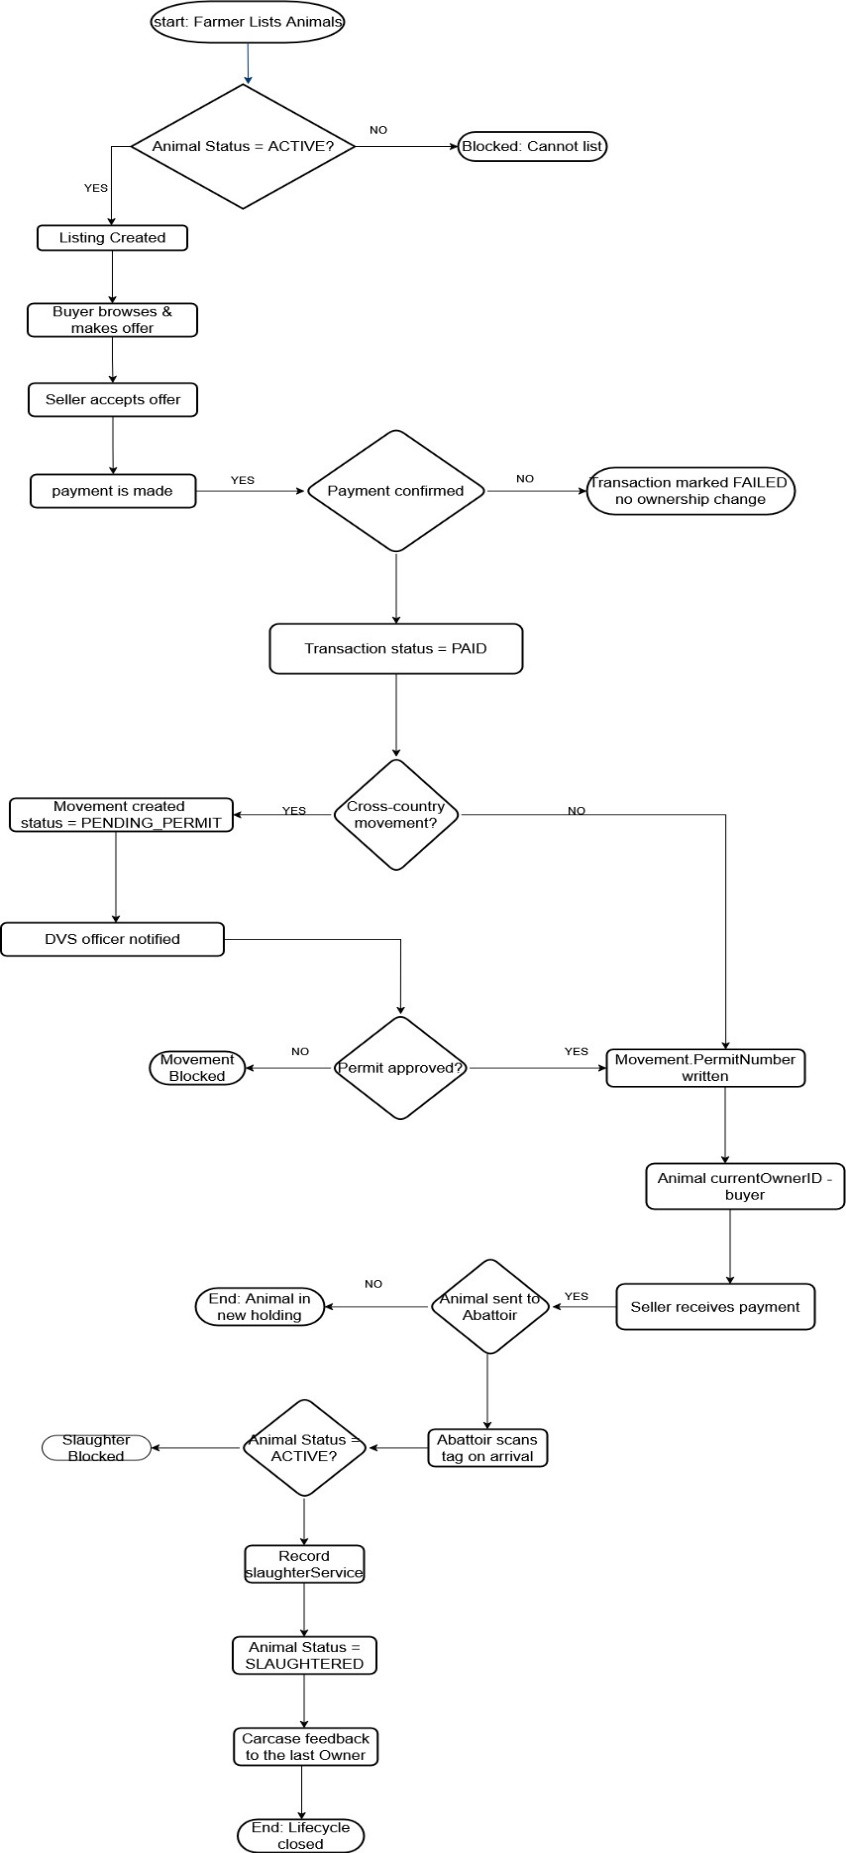 start: Farmer Lists Animals
Animal Status = ACTIVE?
NO
Blocked: Cannot list
YES
Listing Created
Buyer browses &
makes offer
Seller accepts offer
payment is made
YES
Payment confirmed
NO
Transaction marked FAILED
no ownership change
Transaction status = PAID
Cross-country
movement?
YES
NO
Movement created
status = PENDING_PERMIT
DVS officer notified
Permit approved?
NO
YES
Movement
Blocked
Movement.PermitNumber
written
Animal currentOwnerID -
buyer
Seller receives payment
YES
Animal sent to
Abattoir
NO
End: Animal in
new holding
Abattoir scans
tag on arrival
Animal Status =
ACTIVE?
Slaughter
Blocked
Record
slaughterService
Animal Status =
SLAUGHTERED
Carcase feedback
to the last Owner
End: Lifecycle
closed